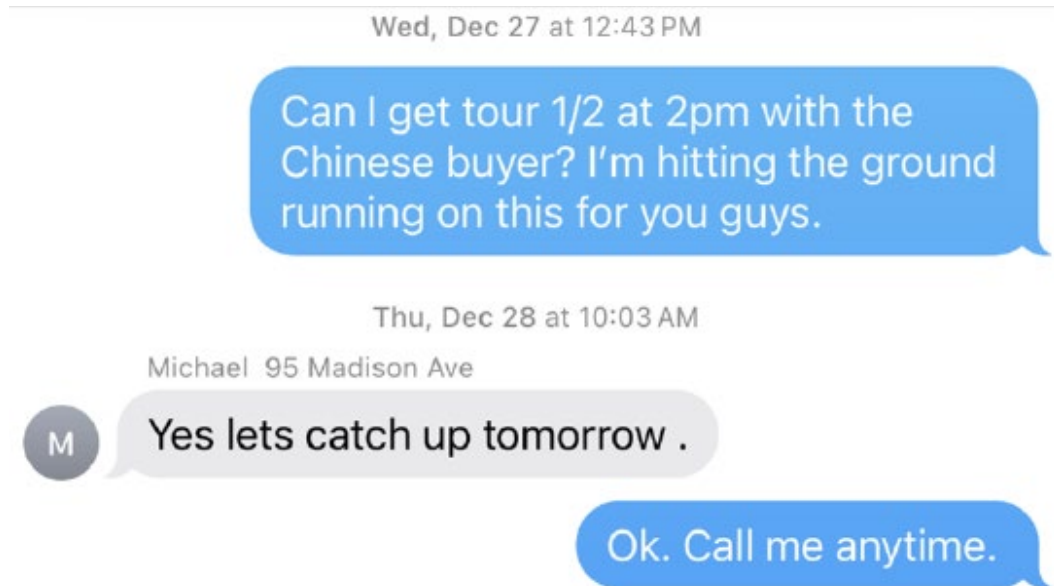 Wed, Dec 27 at 12:43 PM
Can I get tour 1/2 at 2pm with the
Chinese buyer? I'm hitting the ground
running on this for you guys.
Thu, Dec 28 at 10:03 AM
Michael 95 Madison Ave
M
Yes lets catch up tomorrow .
Ok. Call me anytime.